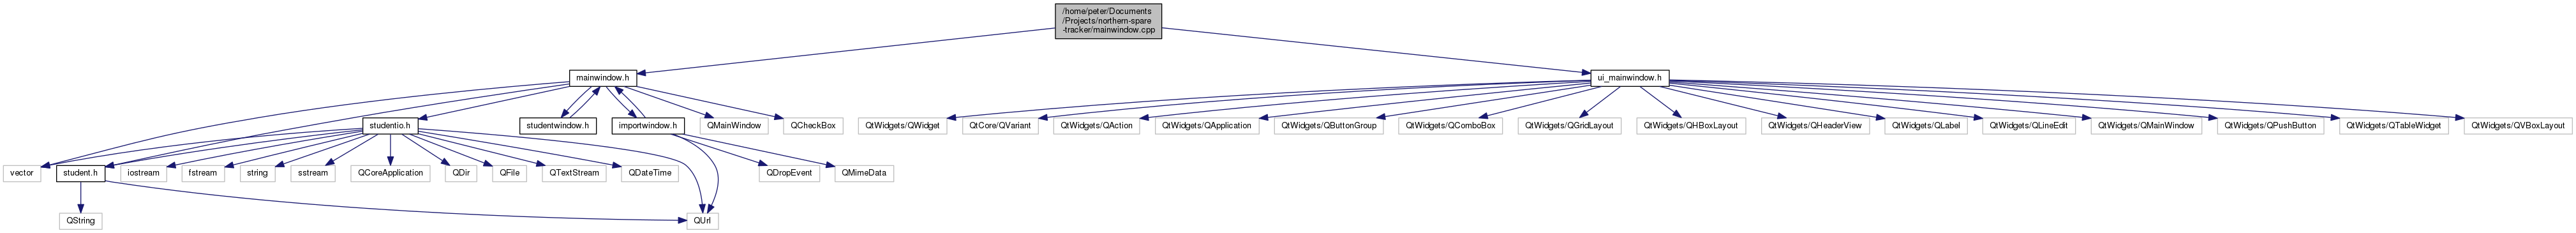 /home/peter/Documents
/Projects/northern-spare
-tracker/mainwindow.cpp
mainwindow.h
ui_mainwindow.h
studentio.h
studentwindow.h
importwindow.h
QMainWindow
QCheckBox
QtWidgets/QWidget
QtCore/QVariant
QtWidgets/QAction
QtWidgets/QApplication
QtWidgets/QButtonGroup
QtWidgets/QComboBox
QtWidgets/QGridLayout
QtWidgets/QHBoxLayout
QtWidgets/QHeaderView
QtWidgets/QLabel
QtWidgets/QLineEdit
QtWidgets/QMainWindow
QtWidgets/QPushButton
QtWidgets/QTableWidget
QtWidgets/QVBoxLayout
vector
student.h
iostream
fstream
string
sstream
QCoreApplication
QDir
QFile
QTextStream
QDateTime
QDropEvent
QMimeData
QString
QUrl